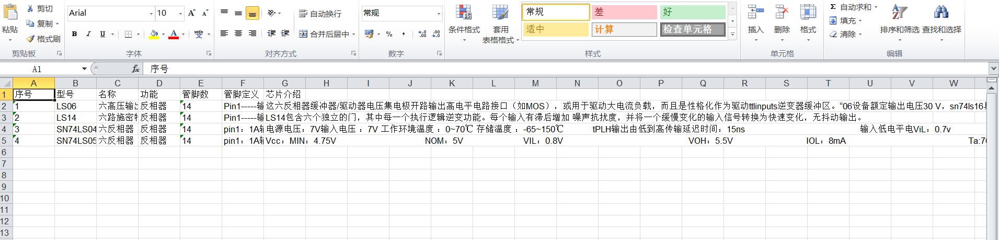 剪切
Arial 10
自动换行
常规
常规 差 好
自动求和
粘贴
复制
条件格式 套用
表格格式
插入 删除 格式
填充
排序和筛选 查找和选择
格式刷
B I U A wén 变
合并后居中 % ,
适中 计算 检查单元格
清除
剪贴板 字体 对齐方式 数字 样式 单元格 编辑
A1 fx 序号
A B C D E F G H I J K L M N O P Q R S T U V W
1 序号 型号 名称 功能 管脚数 管脚定义 芯片介绍
2 1 LS06 六高压输出 反相器 14 Pin1-----输 这六反相器缓冲器/驱动器电压集电极开路输出高电平电路接口（如MOS），或用于驱动大电流负载，而且是性格化作为驱动ttlinputs逆变器缓冲区。“06设备额定输出电压30 V，sn74ls16
3 2 LS14 六路施密特 反相器 14 Pin1-----输 LS14包含六个独立的门，其中每一个执行逻辑逆变功能。每个输入有滞后增加 噪声抗扰度，并将一个缓慢变化的输入信号转换为快速变化，无抖动输出。
4 3 SN74LS04 六反相器 反相器 14 pin1：1A输 电源电压：7V输入电压 ：7V 工作环境温度 ：0~70℃ 存储温度 ：-65~150℃ tPLH输出由低到高传输延迟时间：15ns 输入低电平电ViL：0.7v
5 4 SN74LS05 六反相器 反相器 14 pin1：1A输 Vcc：MIN：4.75V NOM：5V VIL：0.8V VOH：5.5V IOL：8mA Ta:70
6
7
8
9
10
11
12
13